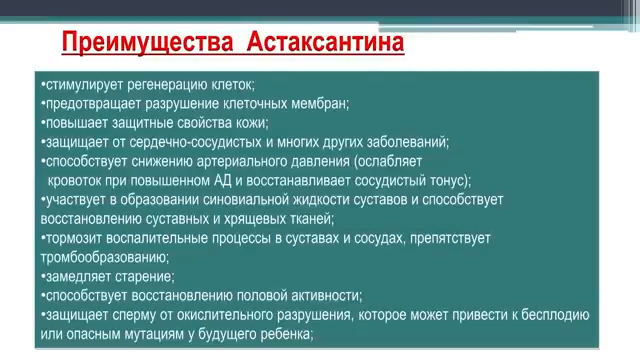 Преимущества Астаксантина
•стимулирует регенерацию клеток;
•предотвращает разрушение клеточных мембран;
•повышает защитные свойства кожи;
•защищает от сердечно-сосудистых и многих других заболеваний;
•способствует снижению артериального давления (ослабляет
кровоток при повышенном АД и восстанавливает сосудистый тонус);
•участвует в образовании синовиальной жидкости суставов и способствует
восстановлению суставных и хрящевых тканей;
•тормозит воспалительные процессы в суставах и сосудах, препятствует
тромбообразованию;
•замедляет старение;
•способствует восстановлению половой активности;
•защищает сперму от окислительного разрушения, которое может привести к бесплодию
или опасным мутациям у будущего ребенка;